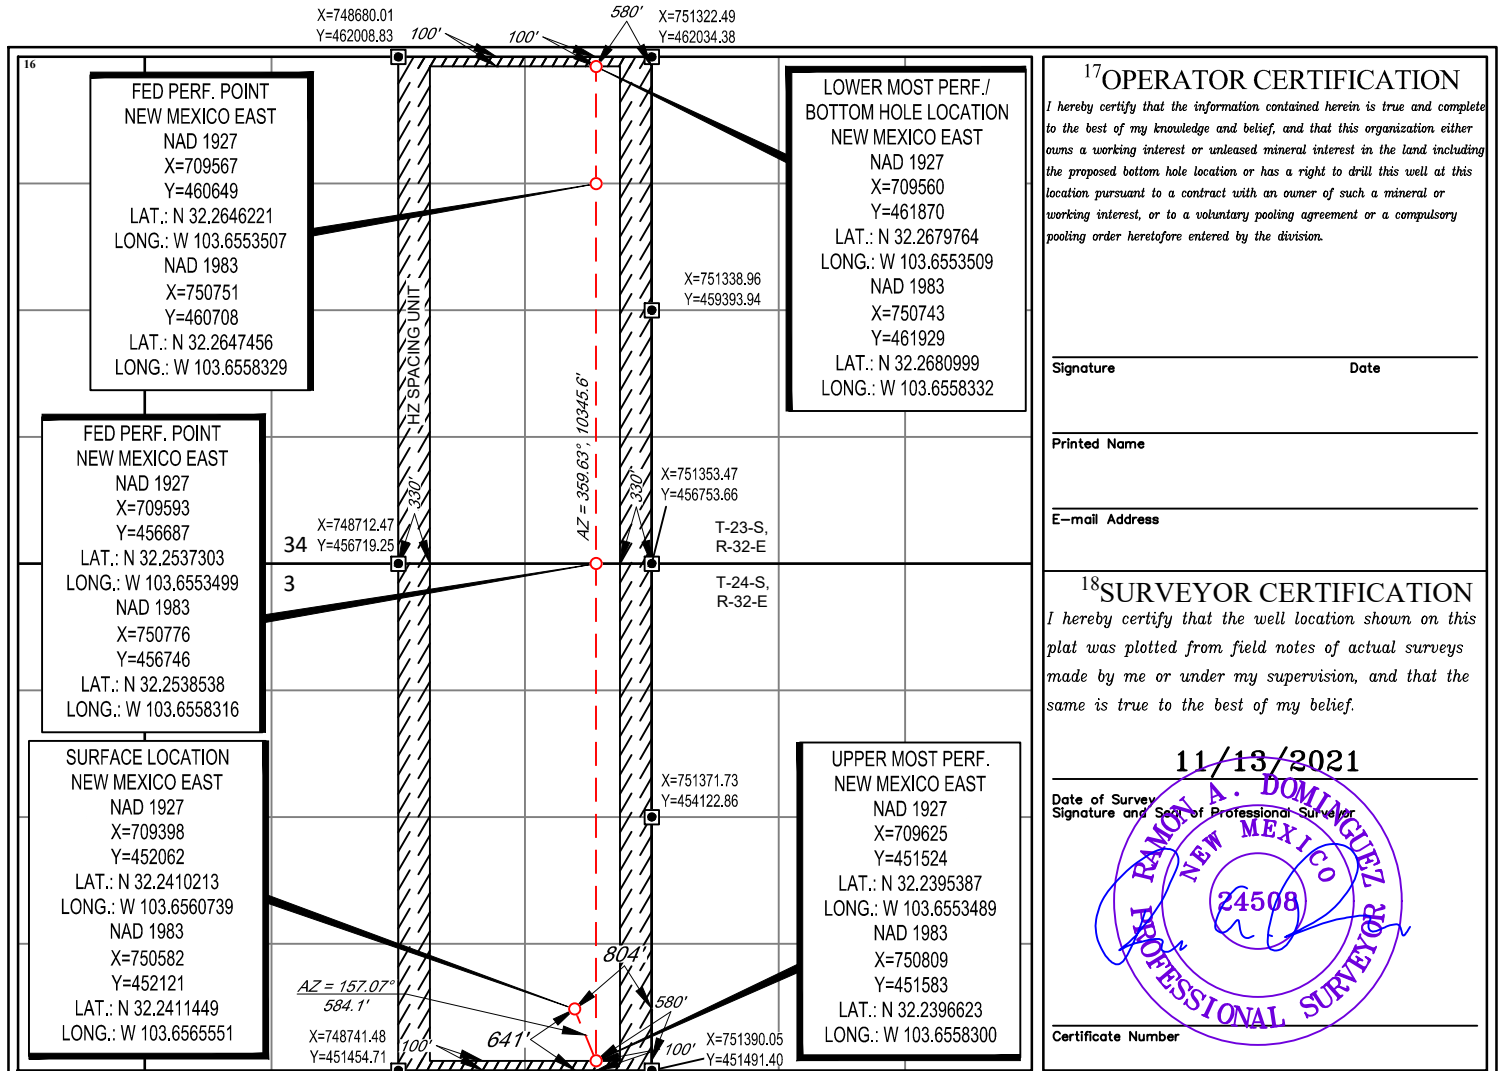 X=748680.01
Y=462008.83
100'
100'
580'
X=751322.49
Y=462034.38
16
FED PERF. POINT
NEW MEXICO EAST
NAD 1927
X=709567
Y=460649
LAT.: N 32.2646221
LONG.: W 103.6553507
NAD 1983
X=750751
Y=460708
LAT.: N 32.2647456
LONG.: W 103.6558329
LOWER MOST PERF./
BOTTOM HOLE LOCATION
NEW MEXICO EAST
NAD 1927
X=709560
Y=461870
LAT.: N 32.2679764
LONG.: W 103.6553509
NAD 1983
X=750743
Y=461929
LAT.: N 32.2680999
LONG.: W 103.6558332
X=751338.96
Y=459393.94
HZ SPACING UNIT
AZ = 359.63°, 10345.6'
FED PERF. POINT
NEW MEXICO EAST
NAD 1927
X=709593
Y=456687
LAT.: N 32.2537303
LONG.: W 103.6553499
NAD 1983
X=750776
Y=456746
LAT.: N 32.2538538
LONG.: W 103.6558316
X=748712.47
Y=456719.25
34
3
330'
330'
X=751353.47
Y=456753.66
T-23-S,
R-32-E
T-24-S,
R-32-E
SURFACE LOCATION
NEW MEXICO EAST
NAD 1927
X=709398
Y=452062
LAT.: N 32.2410213
LONG.: W 103.6560739
NAD 1983
X=750582
Y=452121
LAT.: N 32.2411449
LONG.: W 103.6565551
X=751371.73
Y=454122.86
UPPER MOST PERF.
NEW MEXICO EAST
NAD 1927
X=709625
Y=451524
LAT.: N 32.2395387
LONG.: W 103.6553489
NAD 1983
X=750809
Y=451583
LAT.: N 32.2396623
LONG.: W 103.6558300
804'
AZ = 157.07°
584.1'
580'
641'
X=748741.48
Y=451454.71
100'
100'
X=751390.05
Y=451491.40
17OPERATOR CERTIFICATION
I hereby certify that the information contained herein is true and complete
to the best of my knowledge and belief, and that this organization either
owns a working interest or unleased mineral interest in the land including
the proposed bottom hole location or has a right to drill this well at this
location pursuant to a contract with an owner of such a mineral or
working interest, or to a voluntary pooling agreement or a compulsory
pooling order heretofore entered by the division.
Signature Date
Printed Name
E-mail Address
18SURVEYOR CERTIFICATION
I hereby certify that the well location shown on this
plat was plotted from field notes of actual surveys
made by me or under my supervision, and that the
same is true to the best of my belief.
11/13/2021
Date of Survey
Signature and Seal of Professional Surveyor
RAMON A. DOMINGUEZ
NEW MEXICO
24508
PROFESSIONAL SURVEYOR
Certificate Number